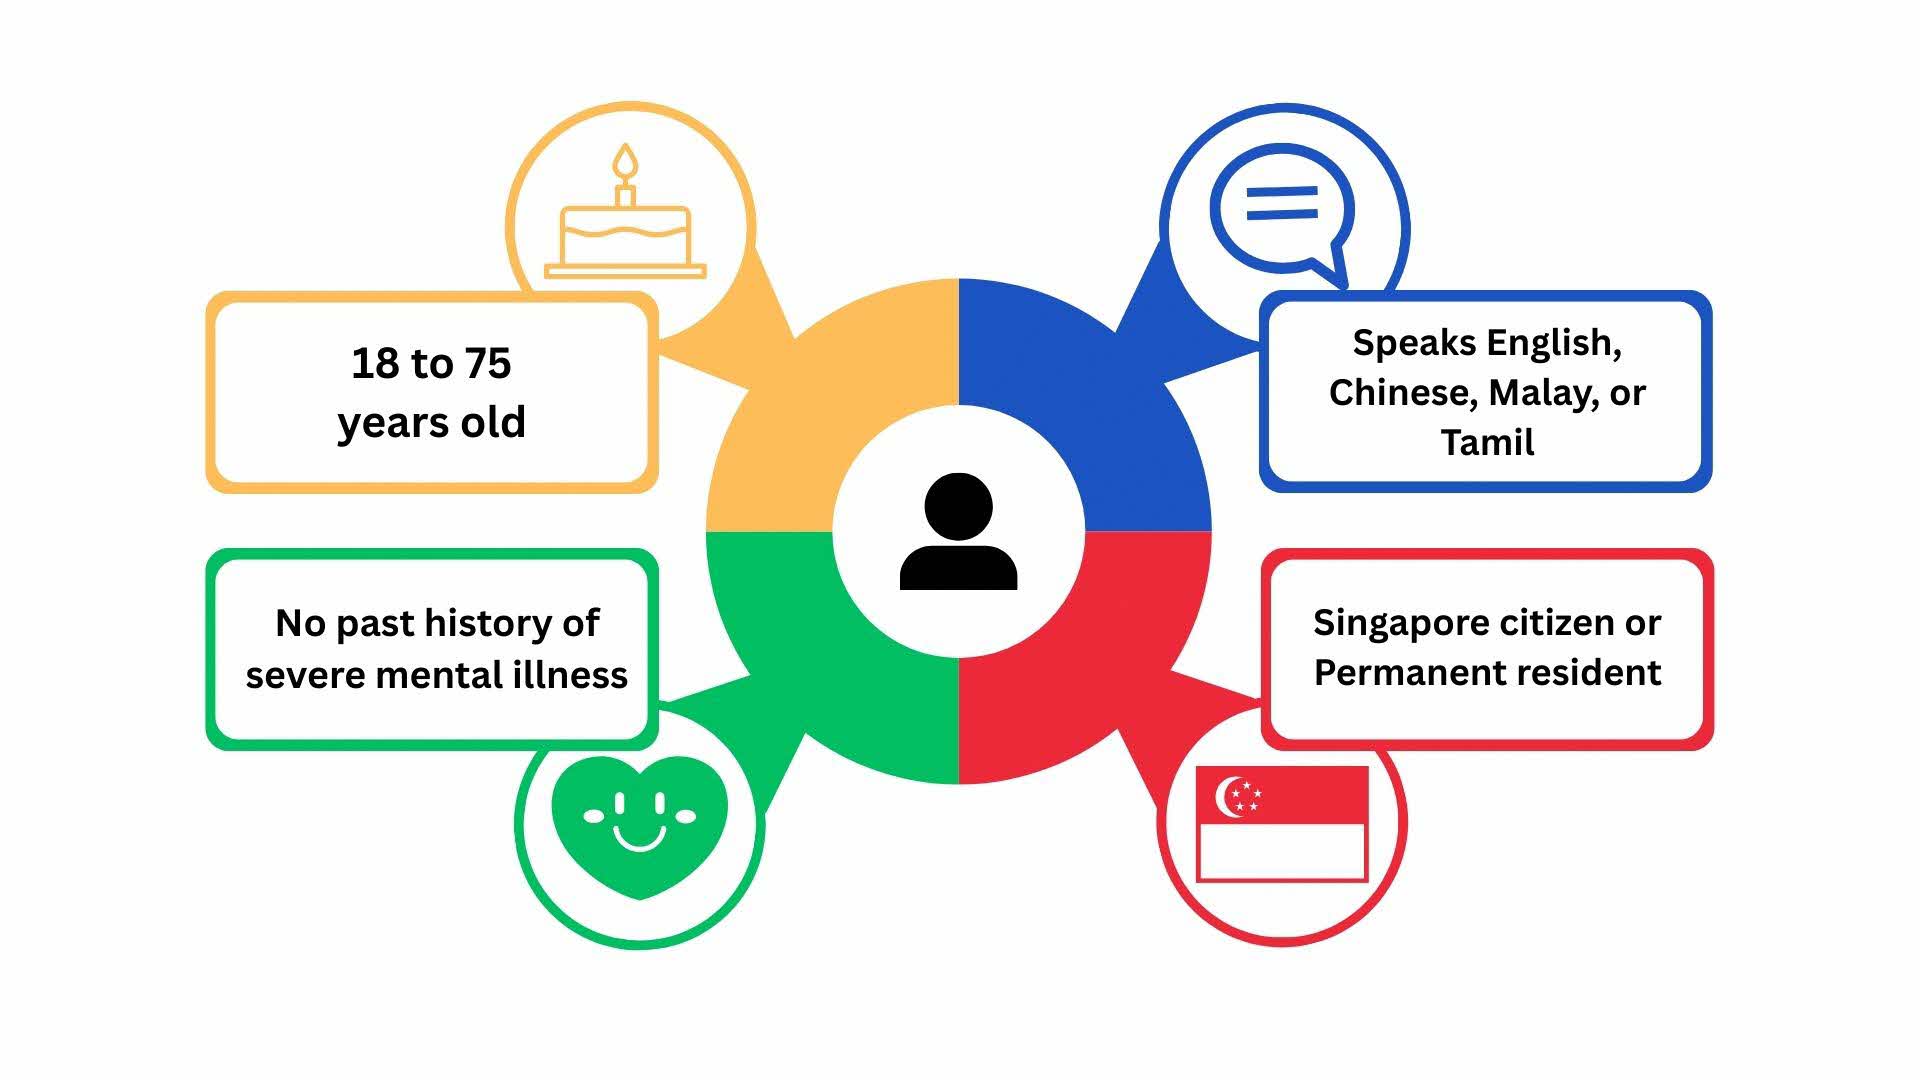 18 to 75
years old
Speaks English,
Chinese, Malay, or
Tamil
No past history of
severe mental illness
Singapore citizen or
Permanent resident